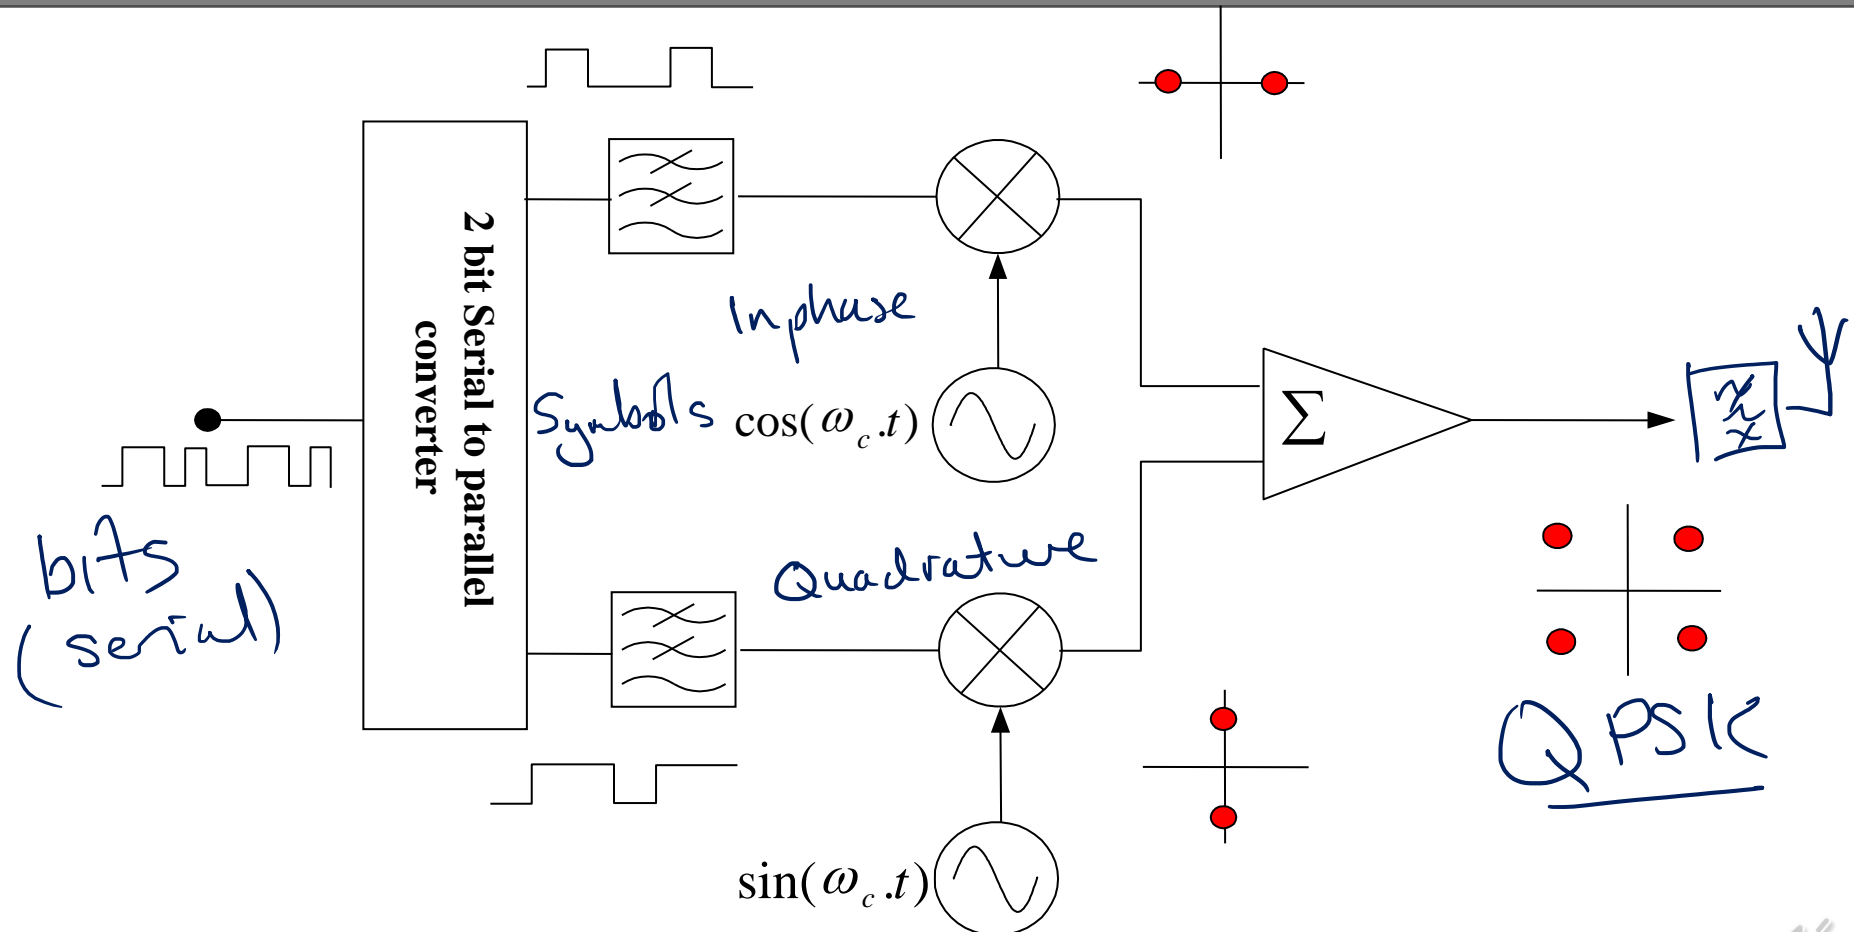 2 bit Serial to parallel
converter
Inphase
Symbols
cos(ω_c.t)
Σ
bits
(serial)
Quadrature
QPSK
sin(ω_c.t)